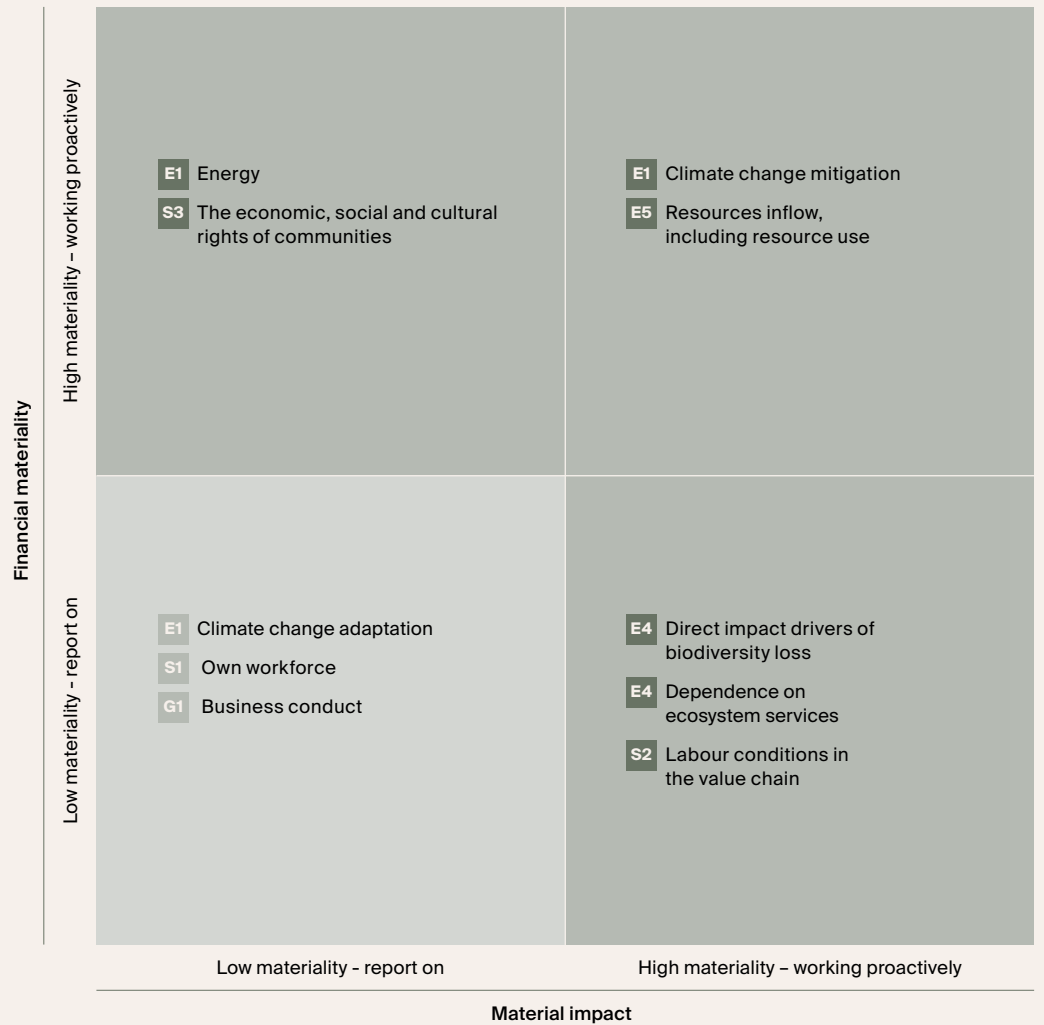 Financial materiality
High materiality – working proactively
E1 Energy
S3 The economic, social and cultural
rights of communities
E1 Climate change mitigation
E5 Resources inflow,
including resource use
Low materiality - report on
E1 Climate change adaptation
S1 Own workforce
G1 Business conduct
E4 Direct impact drivers of
biodiversity loss
E4 Dependence on
ecosystem services
S2 Labour conditions in
the value chain
Low materiality - report on
High materiality – working proactively
Material impact